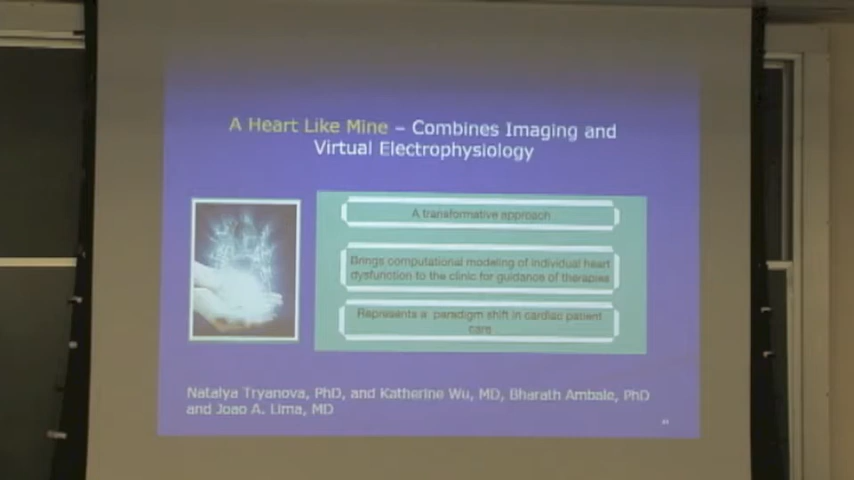 A Heart Like Mine – Combines Imaging and
Virtual Electrophysiology
A transformative approach
Brings computational modeling of individual heart
dysfunction to the clinic for guidance of therapies
Represents a paradigm shift in cardiac patient
care
Natalya Tryanova, PhD, and Katherine Wu, MD, Bharath Ambale, PhD
and Joao A. Lima, MD